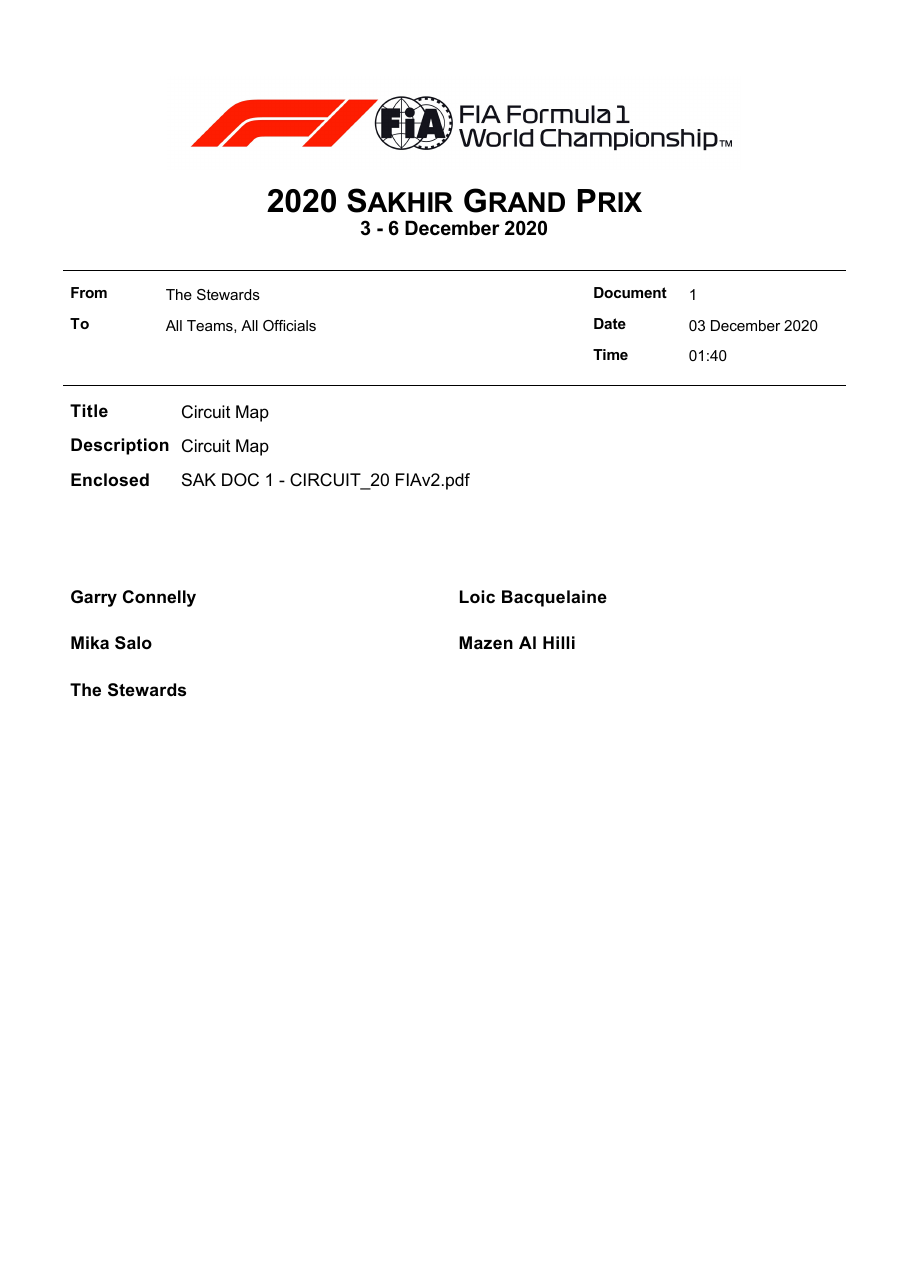 FiA FIA Formula 1
World Championship™
2020 SAKHIR GRAND PRIX
3 - 6 December 2020
From The Stewards Document 1
To All Teams, All Officials Date 03 December 2020
Time 01:40
Title Circuit Map
Description Circuit Map
Enclosed SAK DOC 1 - CIRCUIT_20 FIAv2.pdf
Garry Connelly Loic Bacquelaine
Mika Salo Mazen Al Hilli
The Stewards